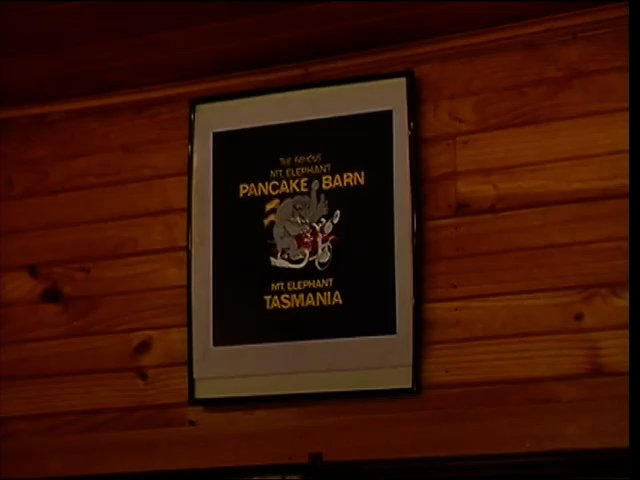 THE FAMOUS
MT. ELEPHANT
PANCAKE BARN
MT. ELEPHANT
TASMANIA